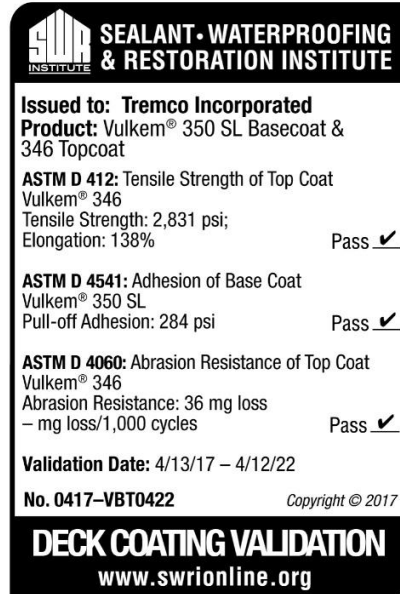 SWR
INSTITUTE
SEALANT • WATERPROOFING
& RESTORATION INSTITUTE
Issued to: Tremco Incorporated
Product: Vulkem® 350 SL Basecoat &
346 Topcoat
ASTM D 412: Tensile Strength of Top Coat
Vulkem® 346
Tensile Strength: 2,831 psi;
Elongation: 138% Pass ✔
ASTM D 4541: Adhesion of Base Coat
Vulkem® 350 SL
Pull-off Adhesion: 284 psi Pass ✔
ASTM D 4060: Abrasion Resistance of Top Coat
Vulkem® 346
Abrasion Resistance: 36 mg loss
– mg loss/1,000 cycles Pass ✔
Validation Date: 4/13/17 – 4/12/22
No. 0417–VBT0422 Copyright © 2017
DECK COATING VALIDATION
www.swrionline.org